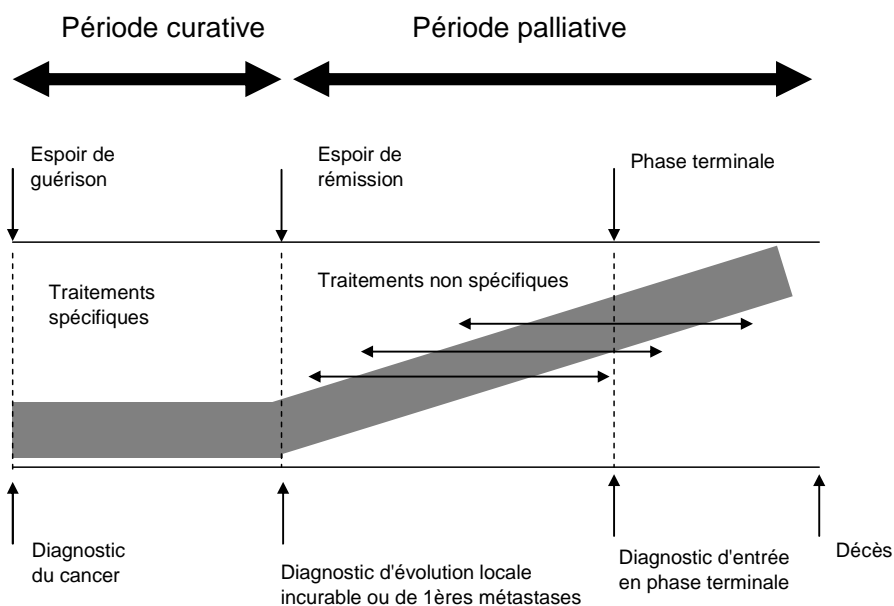 Période curative
Période palliative
Espoir de
guérison
Espoir de
rémission
Phase terminale
Traitements
spécifiques
Traitements non spécifiques
Diagnostic
du cancer
Diagnostic d'évolution locale
incurable ou de 1ères métastases
Diagnostic d'entrée
en phase terminale
Décès